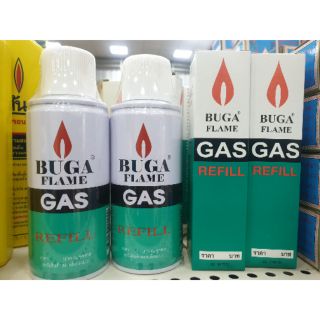 BUGA
FLAME
GAS
REFILL
BUGA
FLAME
GAS
REFILL
BUGA
FLAME
GAS
REFILL
ราคา บาท
BUGA
FLAME
GAS
REFILL
ราคา บาท